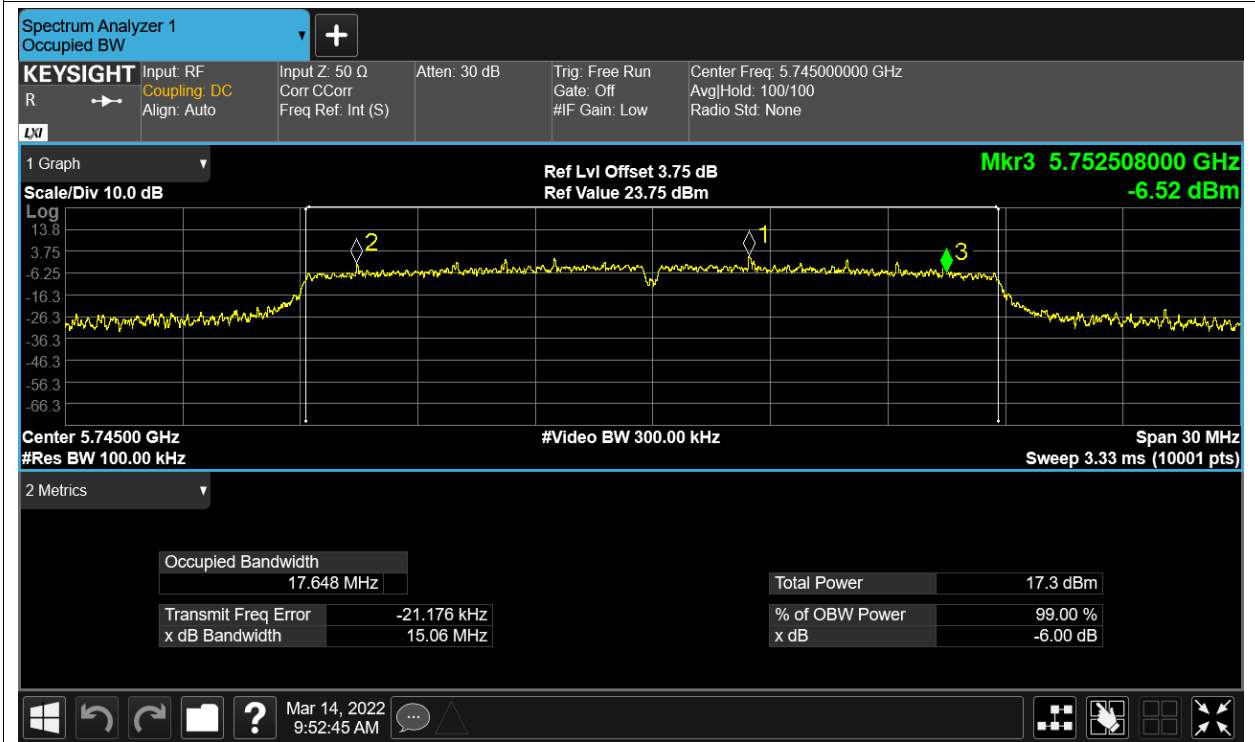 Spectrum Analyzer 1
Occupied BW
KEYSIGHT
R
LXI
Input: RF
Coupling: DC
Align: Auto
Input Z: 50 Ω
Corr CCorr
Freq Ref: Int (S)
Atten: 30 dB
Trig: Free Run
Gate: Off
#IF Gain: Low
Center Freq: 5.745000000 GHz
Avg|Hold: 100/100
Radio Std: None
1 Graph
Scale/Div 10.0 dB
Ref Lvl Offset 3.75 dB
Ref Value 23.75 dBm
Mkr3 5.752508000 GHz
-6.52 dBm
Log
13.8
3.75
-6.25
-16.3
-26.3
-36.3
-46.3
-56.3
-66.3
2
1
3
Center 5.74500 GHz
#Res BW 100.00 kHz
#Video BW 300.00 kHz
Span 30 MHz
Sweep 3.33 ms (10001 pts)
2 Metrics
Occupied Bandwidth
17.648 MHz
Transmit Freq Error -21.176 kHz
x dB Bandwidth 15.06 MHz
Total Power 17.3 dBm
% of OBW Power 99.00 %
x dB -6.00 dB
?
Mar 14, 2022
9:52:45 AM